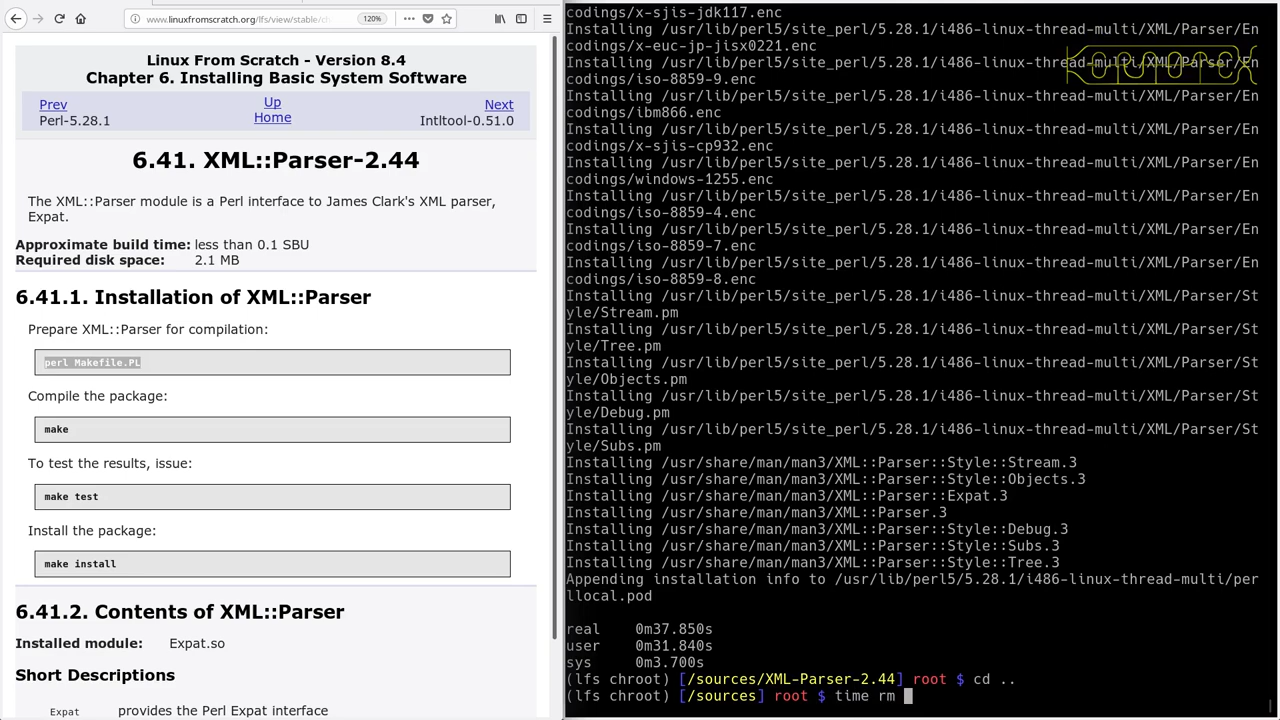 www.linuxfromscratch.org/lfs/view/stable/ch
120%
Linux From Scratch - Version 8.4
Chapter 6. Installing Basic System Software
Prev
Up
Next
Perl-5.28.1
Home
Intltool-0.51.0
6.41. XML::Parser-2.44
The XML::Parser module is a Perl interface to James Clark's XML parser,
Expat.
Approximate build time: less than 0.1 SBU
Required disk space: 2.1 MB
6.41.1. Installation of XML::Parser
Prepare XML::Parser for compilation:
perl Makefile.PL
Compile the package:
make
To test the results, issue:
make test
Install the package:
make install
6.41.2. Contents of XML::Parser
Installed module: Expat.so
Short Descriptions
Expat provides the Perl Expat interface
codings/x-sjis-jdk117.enc
Installing /usr/lib/perl5/site_perl/5.28.1/i486-linux-thread-multi/XML/Parser/En
codings/x-euc-jp-jisx0221.enc
Installing /usr/lib/perl5/site_perl/5.28.1/i486-linux-thread-multi/XML/Parser/En
codings/iso-8859-9.enc
Installing /usr/lib/perl5/site_perl/5.28.1/i486-linux-thread-multi/XML/Parser/En
codings/ibm866.enc
Installing /usr/lib/perl5/site_perl/5.28.1/i486-linux-thread-multi/XML/Parser/En
codings/x-sjis-cp932.enc
Installing /usr/lib/perl5/site_perl/5.28.1/i486-linux-thread-multi/XML/Parser/En
codings/windows-1255.enc
Installing /usr/lib/perl5/site_perl/5.28.1/i486-linux-thread-multi/XML/Parser/En
codings/iso-8859-4.enc
Installing /usr/lib/perl5/site_perl/5.28.1/i486-linux-thread-multi/XML/Parser/En
codings/iso-8859-7.enc
Installing /usr/lib/perl5/site_perl/5.28.1/i486-linux-thread-multi/XML/Parser/En
codings/iso-8859-8.enc
Installing /usr/lib/perl5/site_perl/5.28.1/i486-linux-thread-multi/XML/Parser/St
yle/Stream.pm
Installing /usr/lib/perl5/site_perl/5.28.1/i486-linux-thread-multi/XML/Parser/St
yle/Tree.pm
Installing /usr/lib/perl5/site_perl/5.28.1/i486-linux-thread-multi/XML/Parser/St
yle/Objects.pm
Installing /usr/lib/perl5/site_perl/5.28.1/i486-linux-thread-multi/XML/Parser/St
yle/Debug.pm
Installing /usr/lib/perl5/site_perl/5.28.1/i486-linux-thread-multi/XML/Parser/St
yle/Subs.pm
Installing /usr/share/man/man3/XML::Parser::Style::Stream.3
Installing /usr/share/man/man3/XML::Parser::Style::Objects.3
Installing /usr/share/man/man3/XML::Parser::Expat.3
Installing /usr/share/man/man3/XML::Parser.3
Installing /usr/share/man/man3/XML::Parser::Style::Debug.3
Installing /usr/share/man/man3/XML::Parser::Style::Subs.3
Installing /usr/share/man/man3/XML::Parser::Style::Tree.3
Appending installation info to /usr/lib/perl5/5.28.1/i486-linux-thread-multi/per
llocal.pod
real 0m37.850s
user 0m31.840s
sys 0m3.700s
(lfs chroot) [/sources/XML-Parser-2.44] root $ cd ..
(lfs chroot) [/sources] root $ time rm